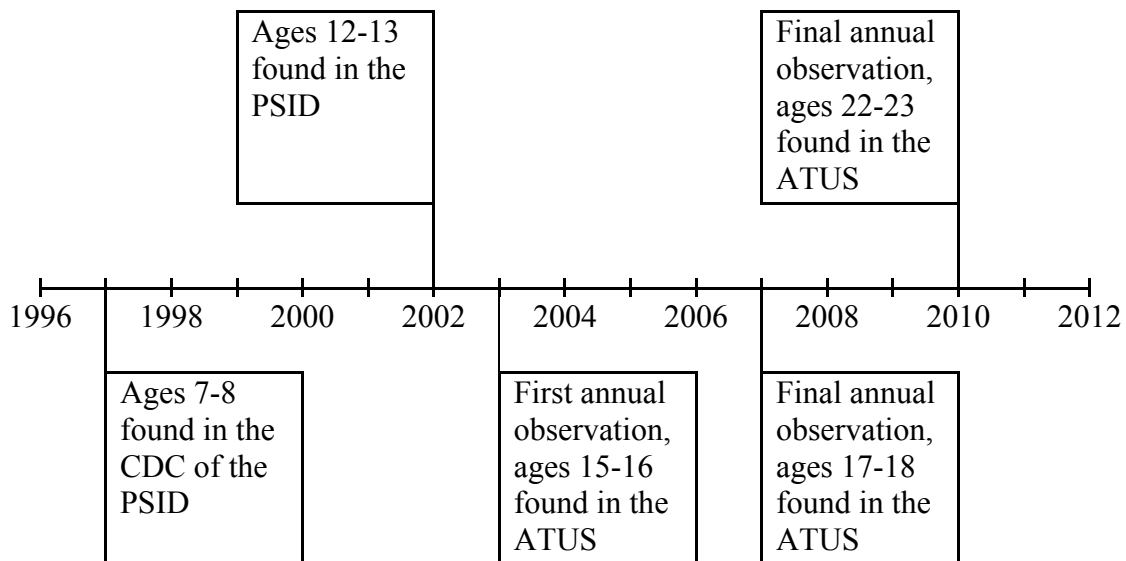 Ages 12-13
found in the
PSID
Final annual
observation,
ages 22-23
found in the
ATUS
1996
1998
2000
2002
2004
2006
2008
2010
2012
Ages 7-8
found in the
CDC of the
PSID
First annual
observation,
ages 15-16
found in the
ATUS
Final annual
observation,
ages 17-18
found in the
ATUS